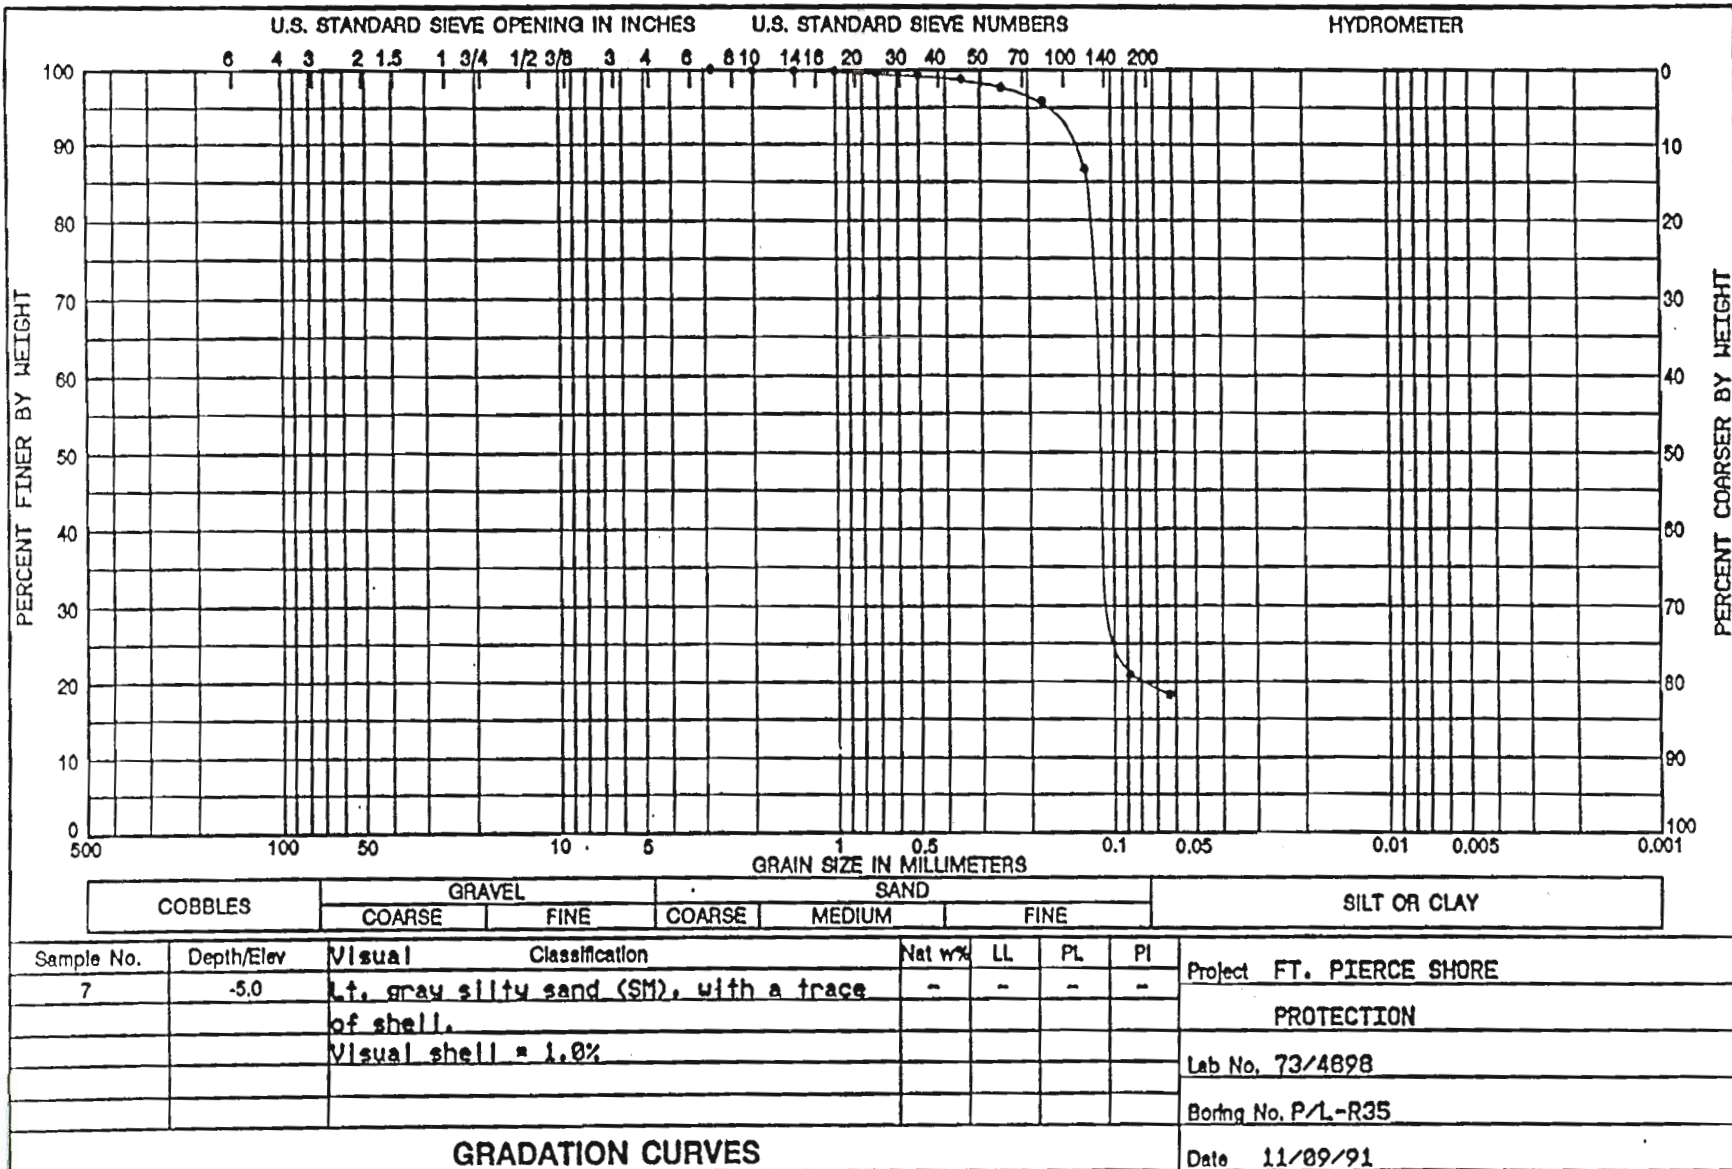 U.S. STANDARD SIEVE OPENING IN INCHES U.S. STANDARD SIEVE NUMBERS HYDROMETER
6 4 3 2 1.5 1 3/4 1/2 3/8 3 4 6 8 10 14 16 20 30 40 50 70 100 140 200
100 0
90 10
80 20
70 30
60 40
50 50
40 60
30 70
20 80
10 90
0 100
PERCENT FINER BY WEIGHT
PERCENT COARSER BY WEIGHT
500 100 50 10 5 1 0.5 0.1 0.05 0.01 0.005 0.001
GRAIN SIZE IN MILLIMETERS
COBBLES GRAVEL SAND SILT OR CLAY
COARSE FINE COARSE MEDIUM FINE
Sample No. Depth/Elev Visual Classification Nat w% LL PL PI
7 -5.0 Lt. gray silty sand (SM), with a trace - - - -
of shell.
Visual shell = 1.0%
Project FT. PIERCE SHORE
PROTECTION
Lab No. 73/4898
Boring No. P/L-R35
GRADATION CURVES
Date 11/09/91